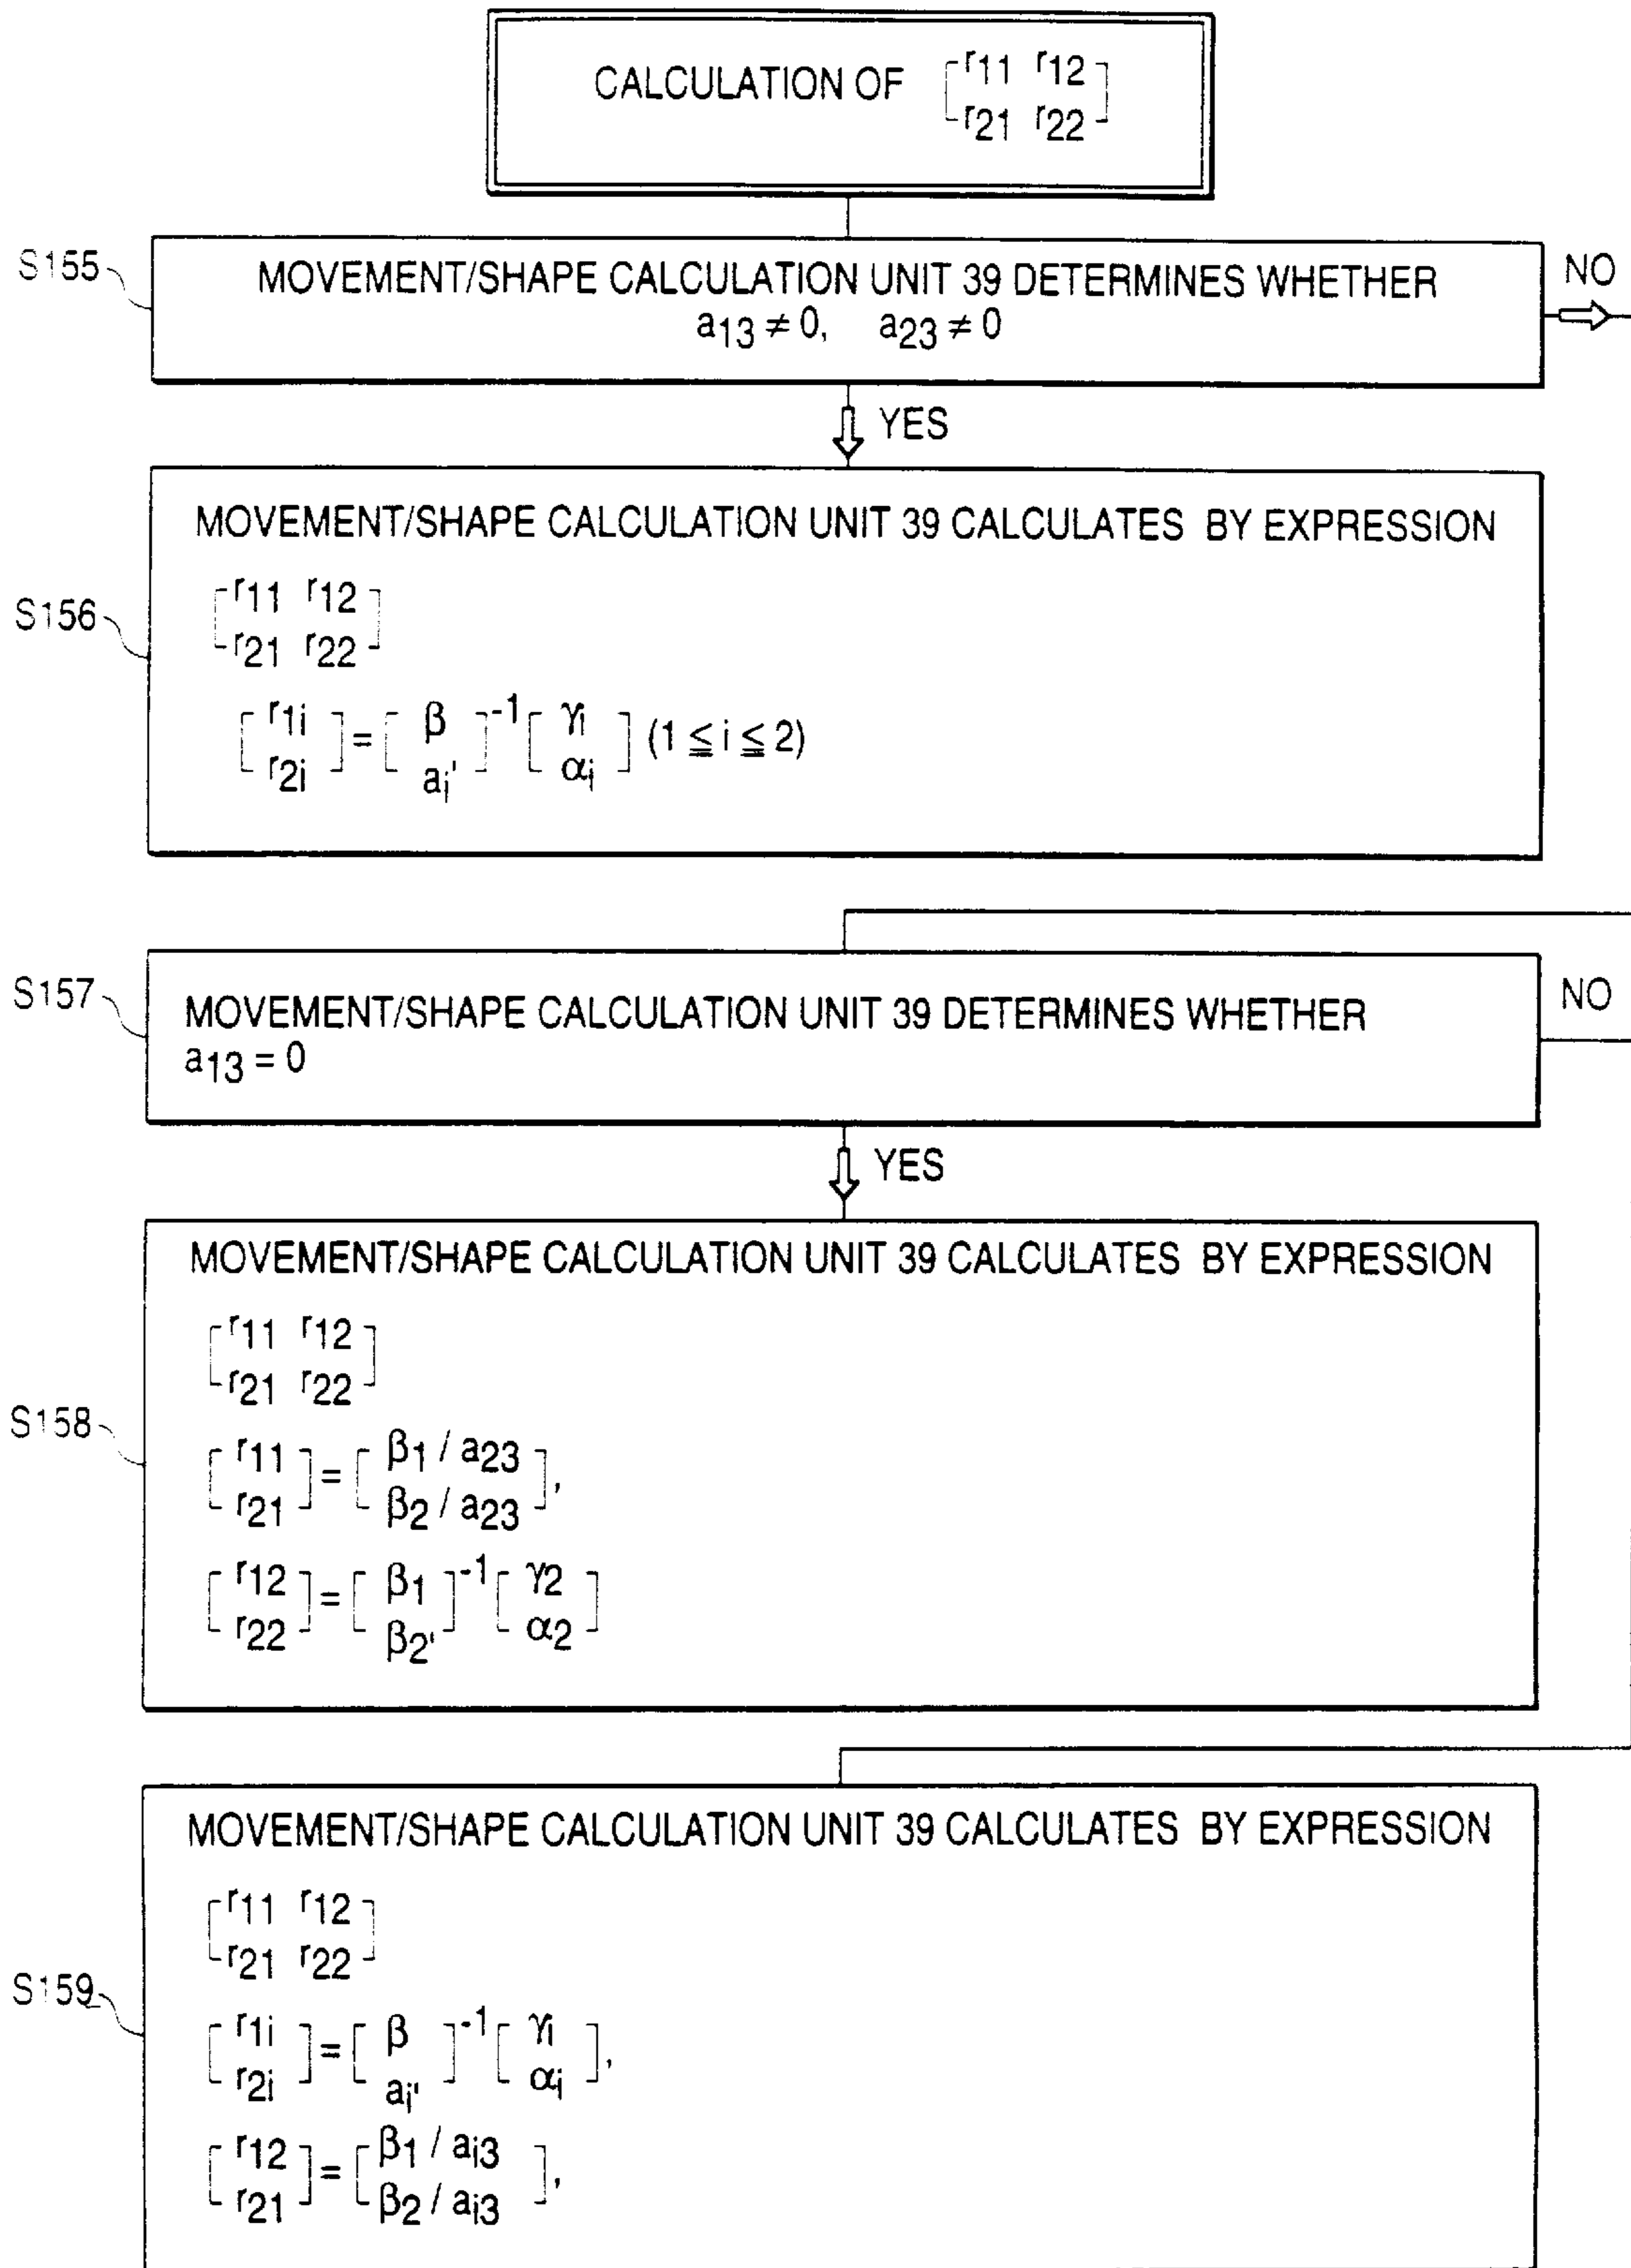 CALCULATION OF [ r11 r12
r21 r22 ]
S155
MOVEMENT/SHAPE CALCULATION UNIT 39 DETERMINES WHETHER
a13 ≠ 0, a23 ≠ 0
NO
YES
MOVEMENT/SHAPE CALCULATION UNIT 39 CALCULATES BY EXPRESSION
S156
[ r11 r12
r21 r22 ]
[ r1i ] = [ β ]-1 [ γi ] (1 ≦ i ≦ 2)
r2i ai' αi
S157
MOVEMENT/SHAPE CALCULATION UNIT 39 DETERMINES WHETHER
a13 = 0
NO
YES
MOVEMENT/SHAPE CALCULATION UNIT 39 CALCULATES BY EXPRESSION
S158
[ r11 r12
r21 r22 ]
[ r11 ] = [ β1 / a23 ],
r21 β2 / a23
[ r12 ] = [ β1 ]-1 [ γ2 ]
r22 β2' α2
MOVEMENT/SHAPE CALCULATION UNIT 39 CALCULATES BY EXPRESSION
S159
[ r11 r12
r21 r22 ]
[ r1i ] = [ β ]-1 [ γi ],
r2i ai' αi
[ r12 ] = [ β1 / ai3 ],
r21 β2 / ai3